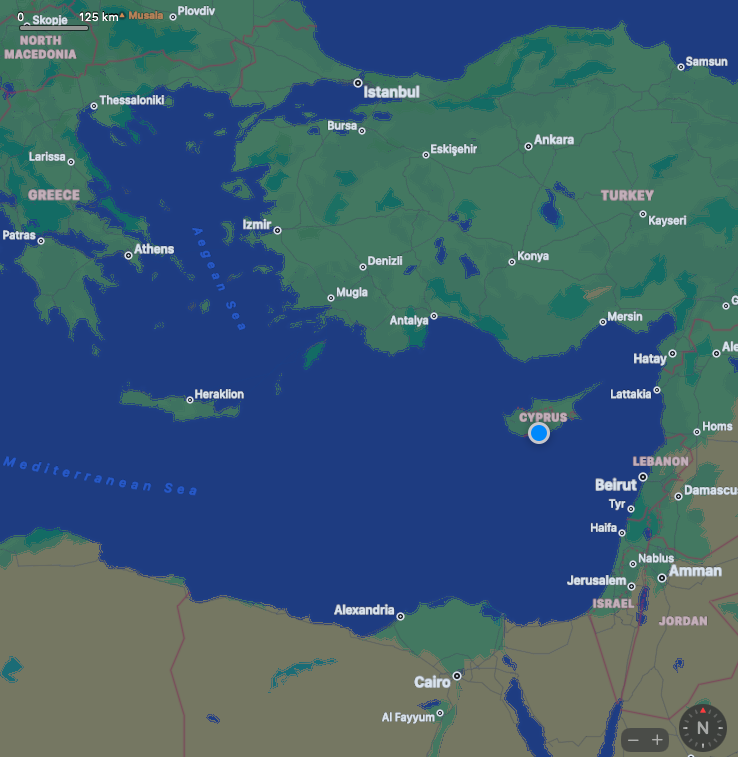 0
125 km
Musala
Plovdiv
Skopje
NORTH
MACEDONIA
Samsun
Istanbul
Thessaloniki
Bursa
Ankara
Eskişehir
Larissa
GREECE
TURKEY
Kayseri
Izmir
Patras
Athens
Aegean Sea
Denizli
Konya
Mugla
Antalya
Mersin
G
Hatay
Ale
Heraklion
Lattakia
CYPRUS
Homs
Mediterranean Sea
LEBANON
Beirut
Damascu
Tyr
Haifa
Nablus
Amman
Jerusalem
ISRAEL
Alexandria
JORDAN
Cairo
Al Fayyum
N
− +